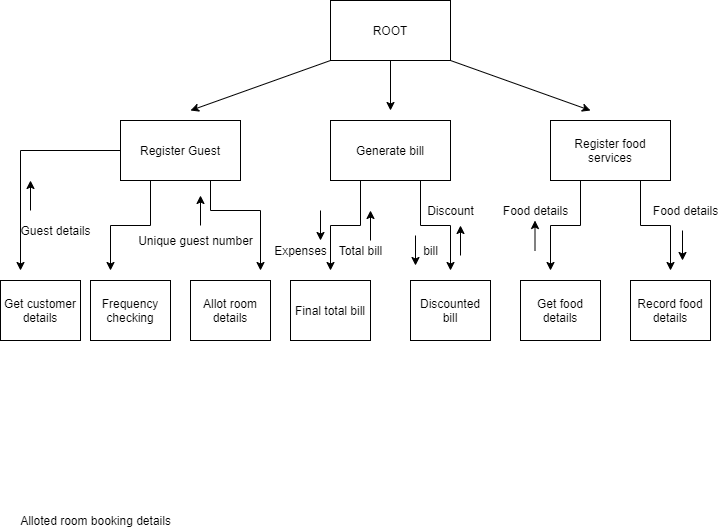 ROOT
Register Guest
Generate bill
Register food
services
Guest details
Unique guest number
Expenses
Total bill
Discount
bill
Food details
Food details
Get customer
details
Frequency
checking
Allot room
details
Final total bill
Discounted
bill
Get food
details
Record food
details
Alloted room booking details